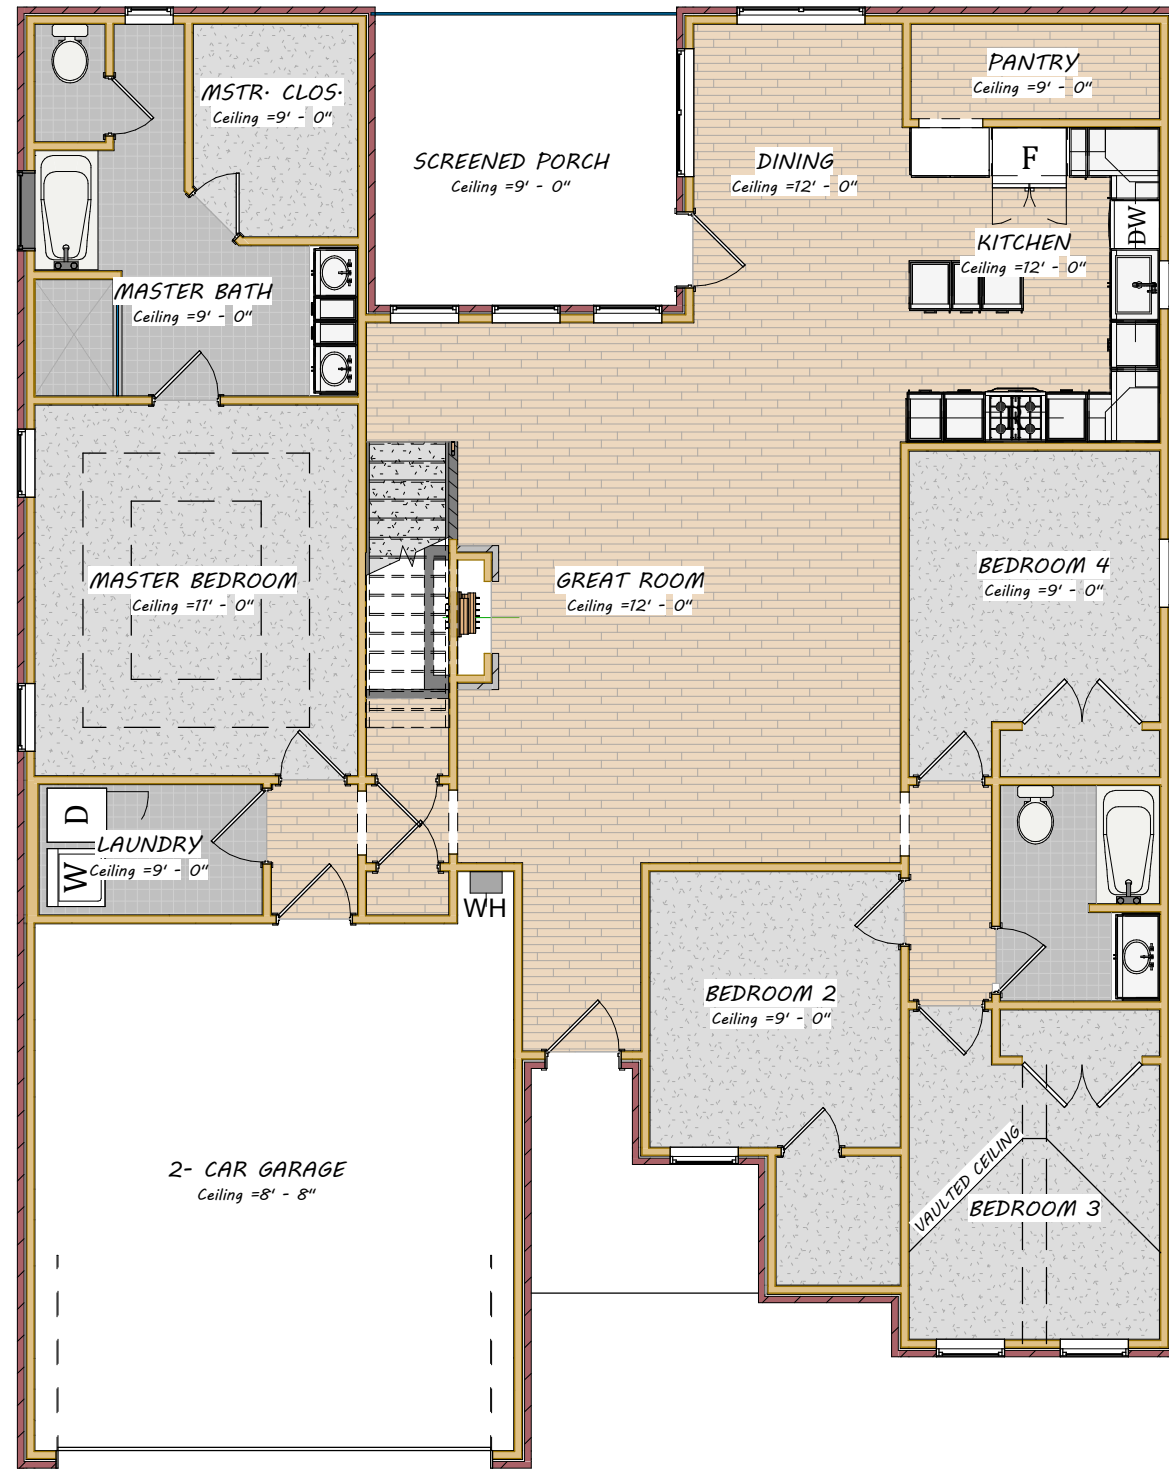 MSTR. CLOS.
Ceiling =9' - 0"
PANTRY
Ceiling =9' - 0"
SCREENED PORCH
Ceiling =9' - 0"
DINING
Ceiling =12' - 0"
F
DW
KITCHEN
Ceiling =12' - 0"
MASTER BATH
Ceiling =9' - 0"
R
MASTER BEDROOM
Ceiling =11' - 0"
GREAT ROOM
Ceiling =12' - 0"
BEDROOM 4
Ceiling =9' - 0"
D
LAUNDRY
Ceiling =9' - 0"
W
WH
BEDROOM 2
Ceiling =9' - 0"
2- CAR GARAGE
Ceiling =8' - 8"
VAULTED CEILING
BEDROOM 3